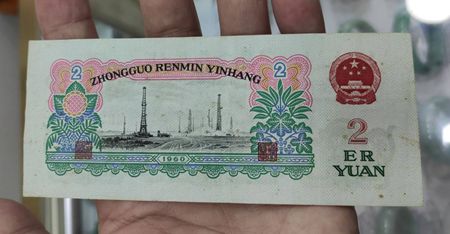 2 ZHONGGUO RENMIN YINHANG 2
1960
2
ER
YUAN